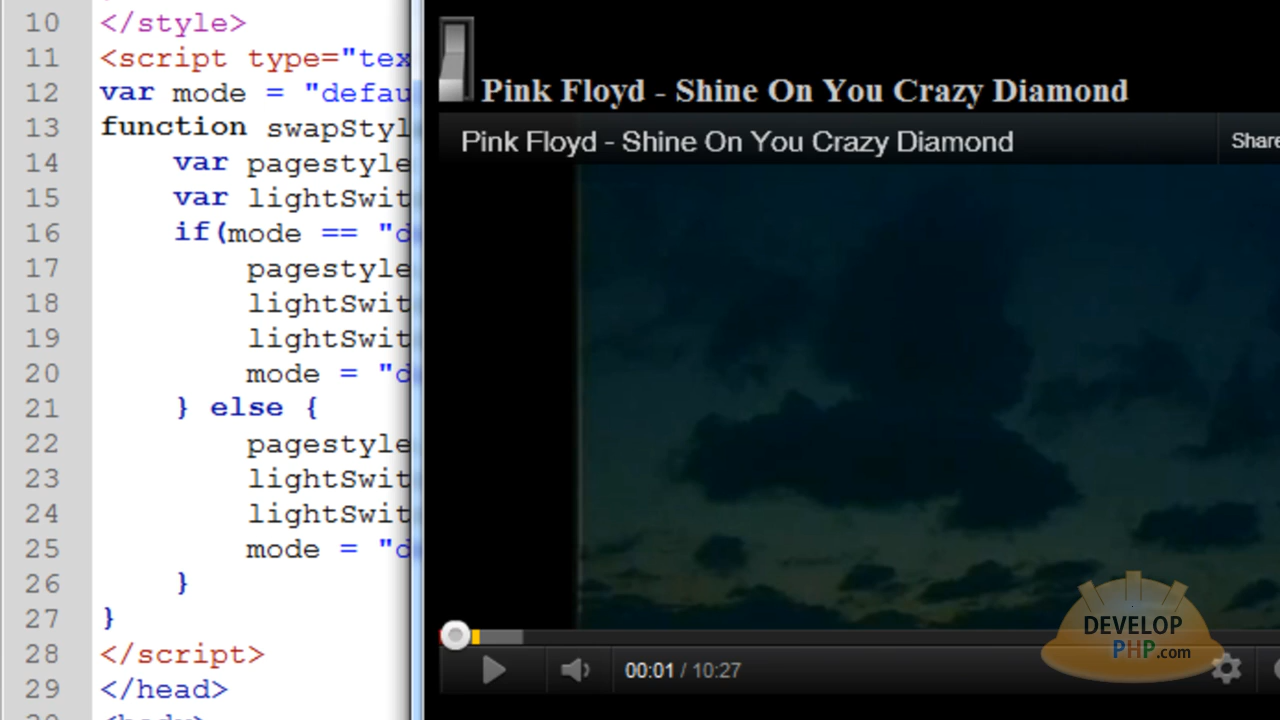 10 </style>
11 <script type="tex
12 var mode = "defau
13 function swapStyl
14 var pagestyle
15 var lightSwit
16 if(mode == "d
17 pagestyle
18 lightSwit
19 lightSwit
20 mode = "d
21 } else {
22 pagestyle
23 lightSwit
24 lightSwit
25 mode = "d
26 }
27 }
28 </script>
29 </head>
30 <body>
Pink Floyd - Shine On You Crazy Diamond
Pink Floyd - Shine On You Crazy Diamond
Share
00:01 / 10:27
DEVELOP
PHP.com